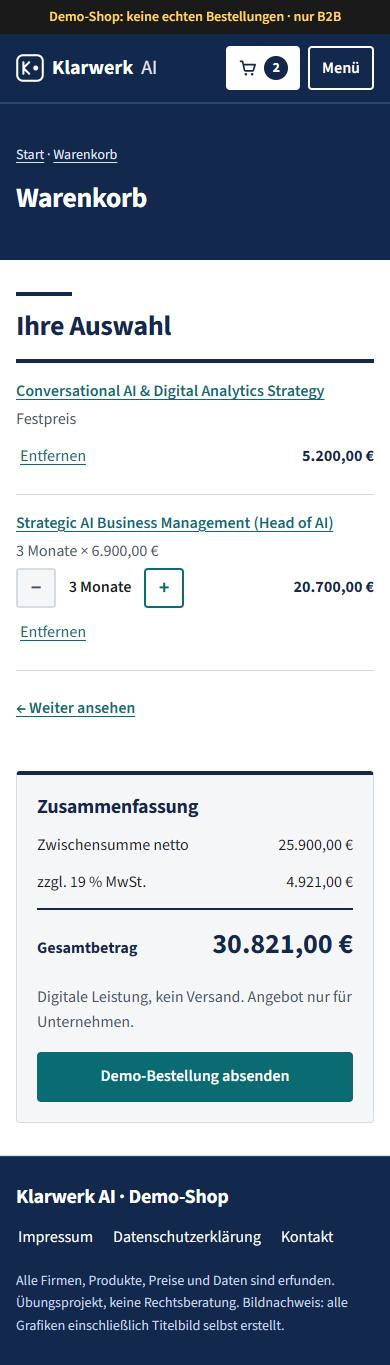 Demo-Shop: keine echten Bestellungen · nur B2B
K Klarwerk AI
2
Menü
Start · Warenkorb
Warenkorb
Ihre Auswahl
Conversational AI & Digital Analytics Strategy
Festpreis
Entfernen 5.200,00 €
Strategic AI Business Management (Head of AI)
3 Monate × 6.900,00 €
− 3 Monate + 20.700,00 €
Entfernen
← Weiter ansehen
Zusammenfassung
Zwischensumme netto 25.900,00 €
zzgl. 19 % MwSt. 4.921,00 €
Gesamtbetrag 30.821,00 €
Digitale Leistung, kein Versand. Angebot nur für
Unternehmen.
Demo-Bestellung absenden
Klarwerk AI · Demo-Shop
Impressum Datenschutzerklärung Kontakt
Alle Firmen, Produkte, Preise und Daten sind erfunden.
Übungsprojekt, keine Rechtsberatung. Bildnachweis: alle
Grafiken einschließlich Titelbild selbst erstellt.